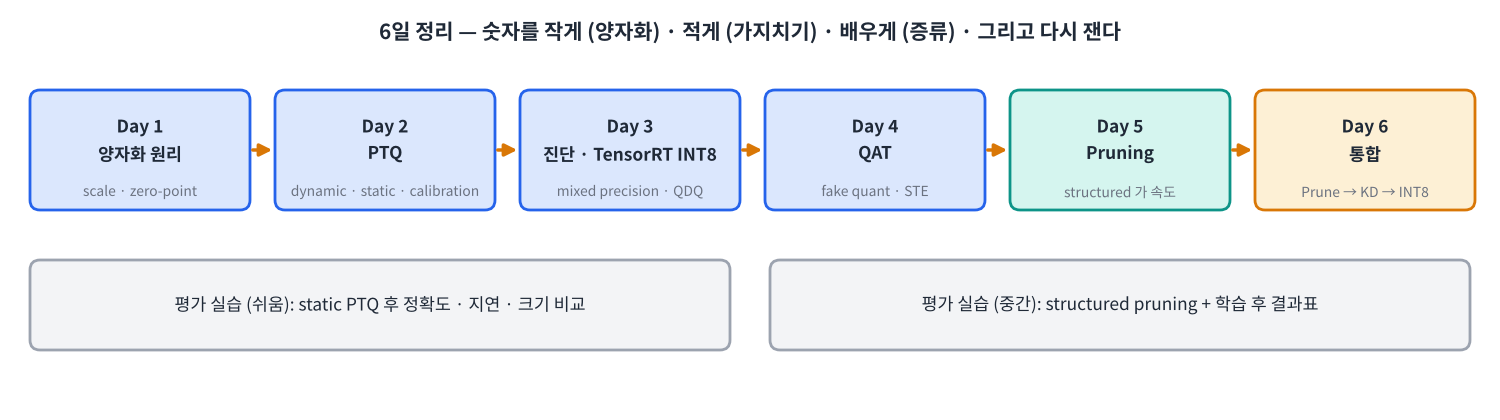 6일 정리 — 숫자를 작게 (양자화) · 적게 (가지치기) · 배우게 (증류) · 그리고 다시 잰다
Day 1
양자화 원리
scale · zero-point
Day 2
PTQ
dynamic · static · calibration
Day 3
진단 · TensorRT INT8
mixed precision · QDQ
Day 4
QAT
fake quant · STE
Day 5
Pruning
structured 가 속도
Day 6
통합
Prune → KD → INT8
평가 실습 (쉬움): static PTQ 후 정확도 · 지연 · 크기 비교
평가 실습 (중간): structured pruning + 학습 후 결과표